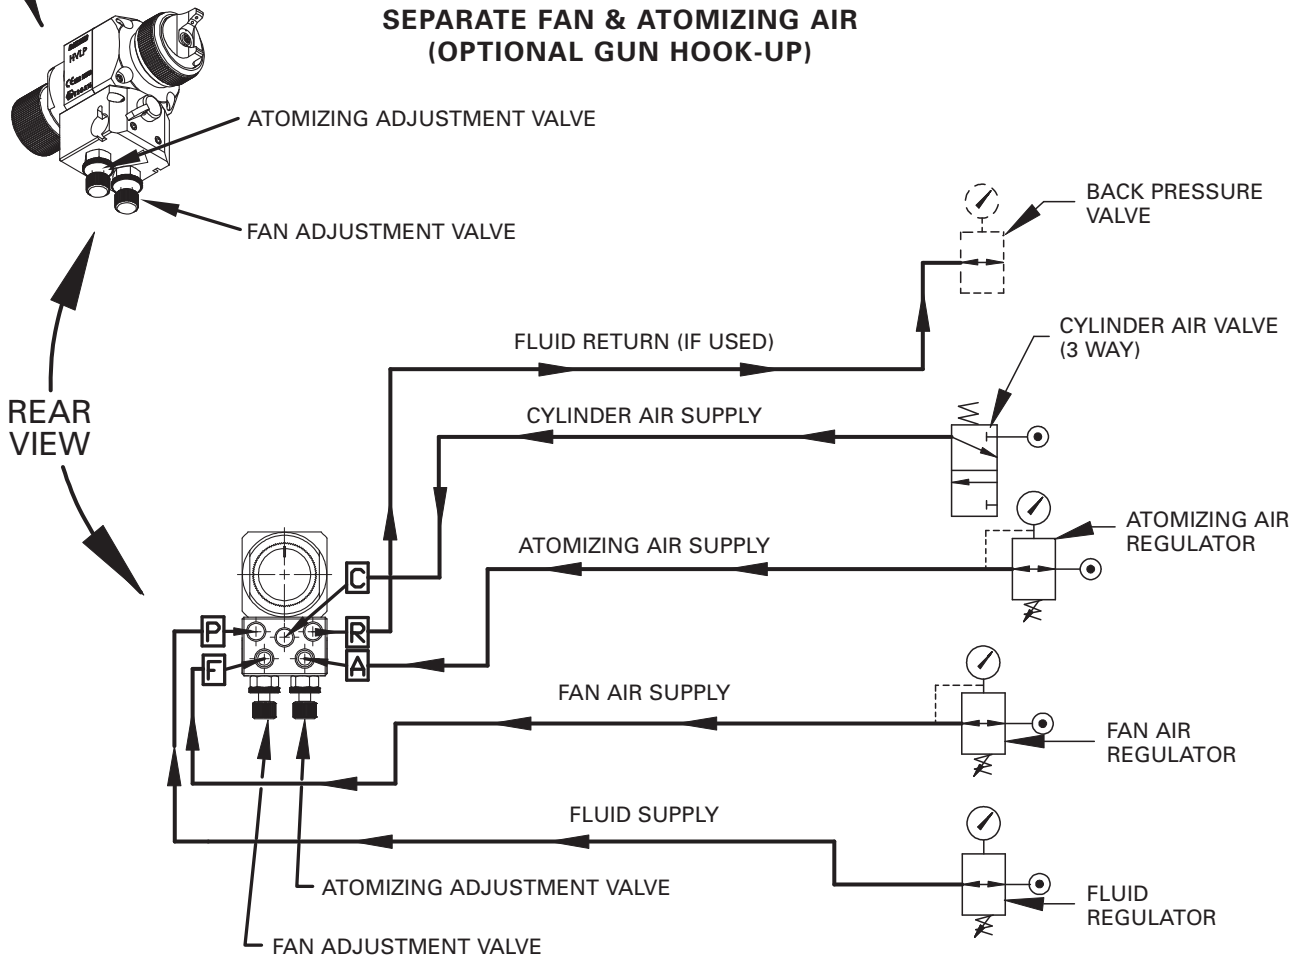 SEPARATE FAN & ATOMIZING AIR
(OPTIONAL GUN HOOK-UP)
HVLP
ATOMIZING ADJUSTMENT VALVE
FAN ADJUSTMENT VALVE
BACK PRESSURE
VALVE
CYLINDER AIR VALVE
(3 WAY)
FLUID RETURN (IF USED)
CYLINDER AIR SUPPLY
REAR
VIEW
ATOMIZING AIR
REGULATOR
ATOMIZING AIR SUPPLY
C
P
R
F
A
FAN AIR SUPPLY
FAN AIR
REGULATOR
FLUID SUPPLY
ATOMIZING ADJUSTMENT VALVE
FLUID
REGULATOR
FAN ADJUSTMENT VALVE